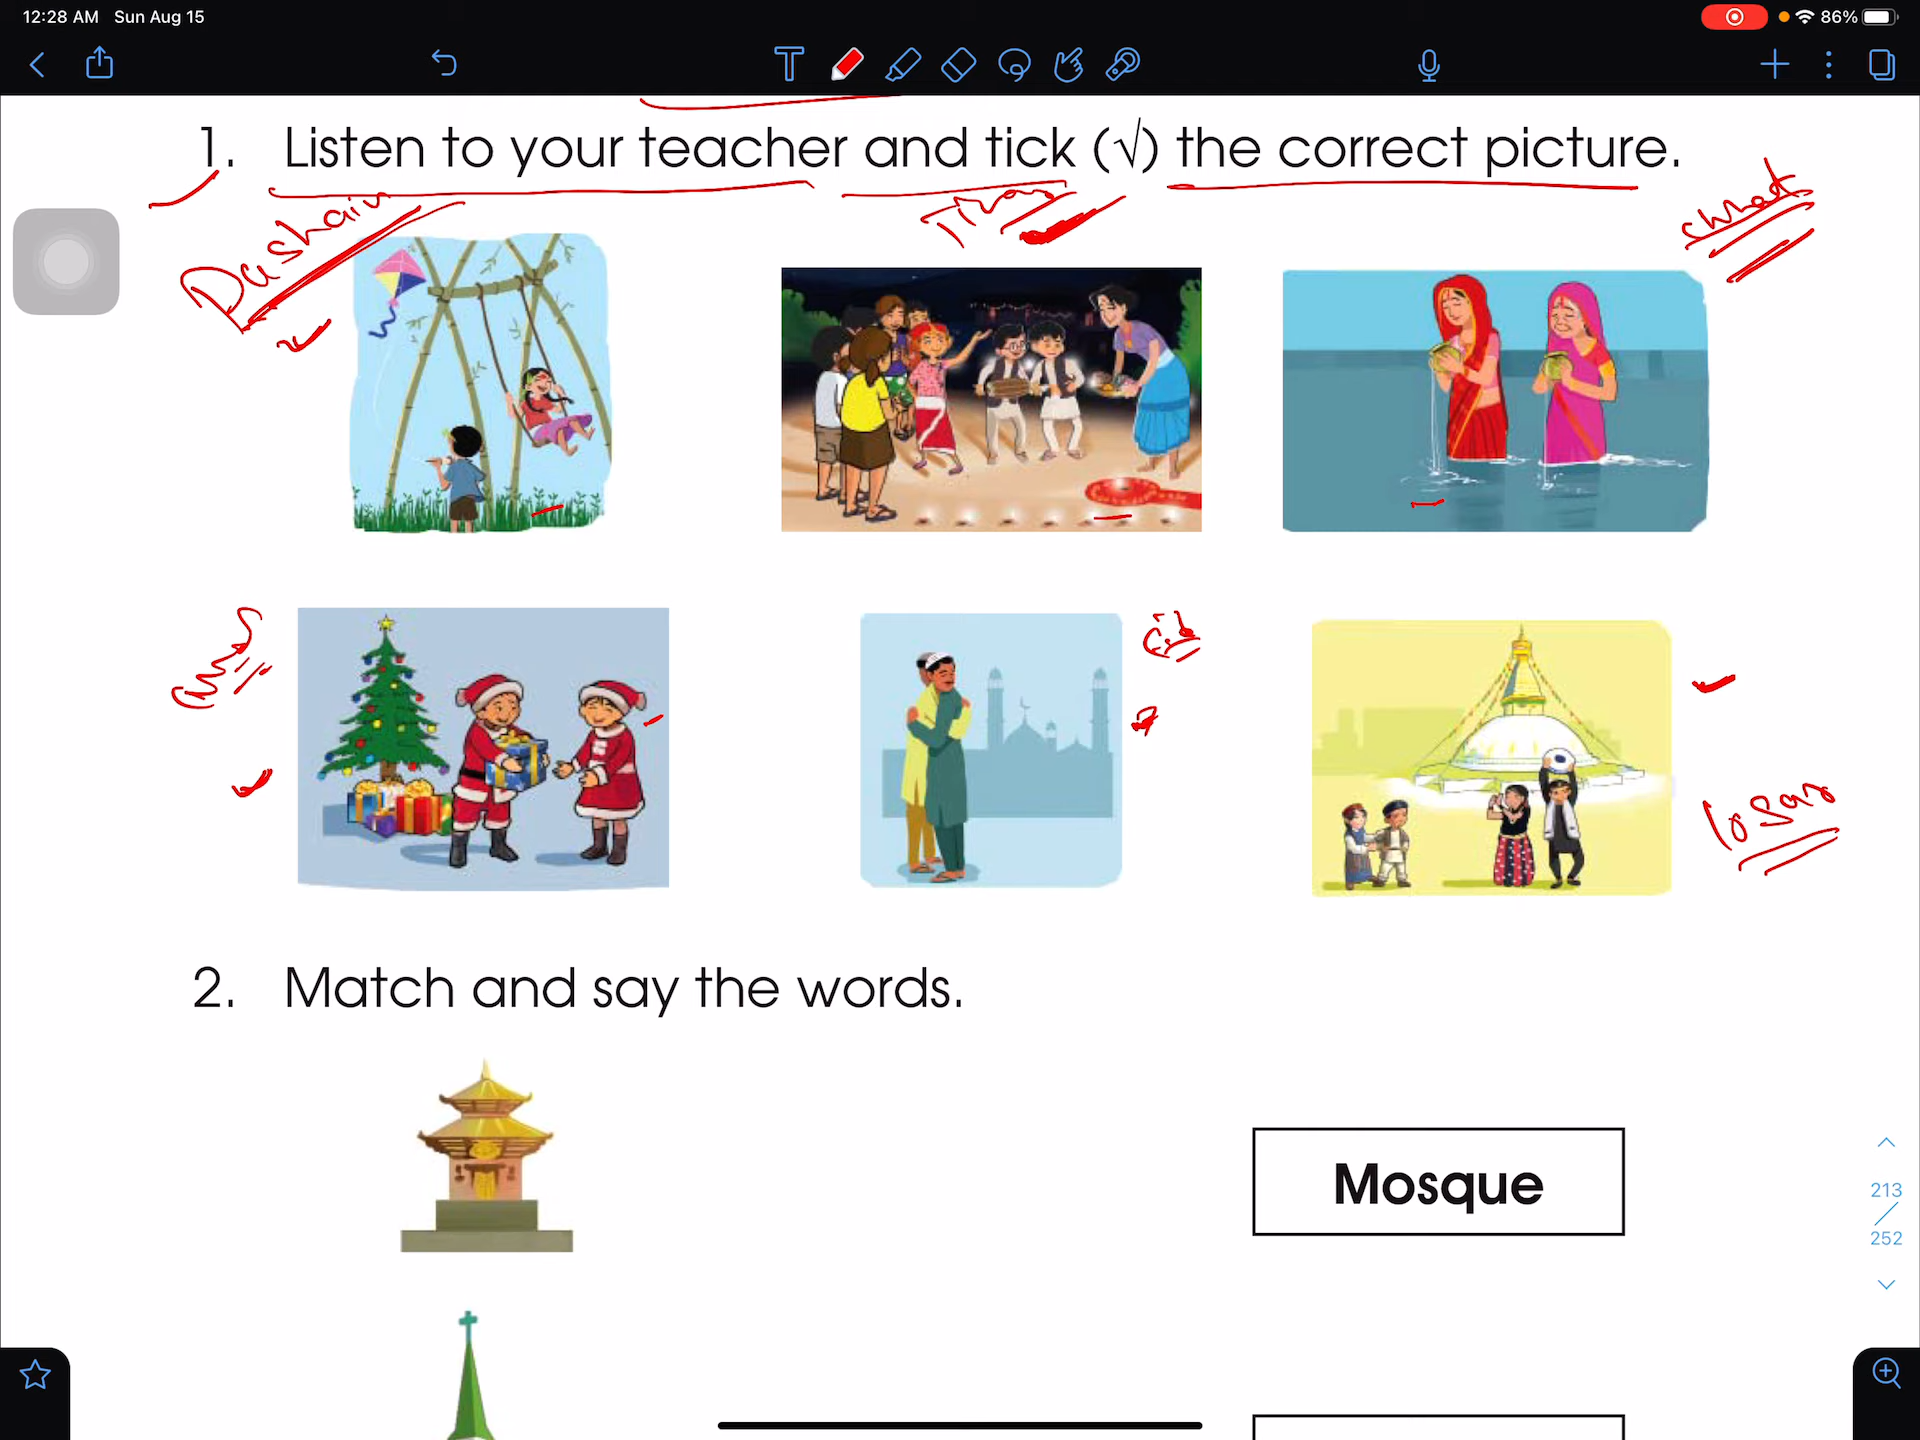 12:28 AM Sun Aug 15
86%
1. Listen to your teacher and tick (√) the correct picture.
Dashain
Tihar
Chhat
Eid
losar
2. Match and say the words.
Mosque
213
252